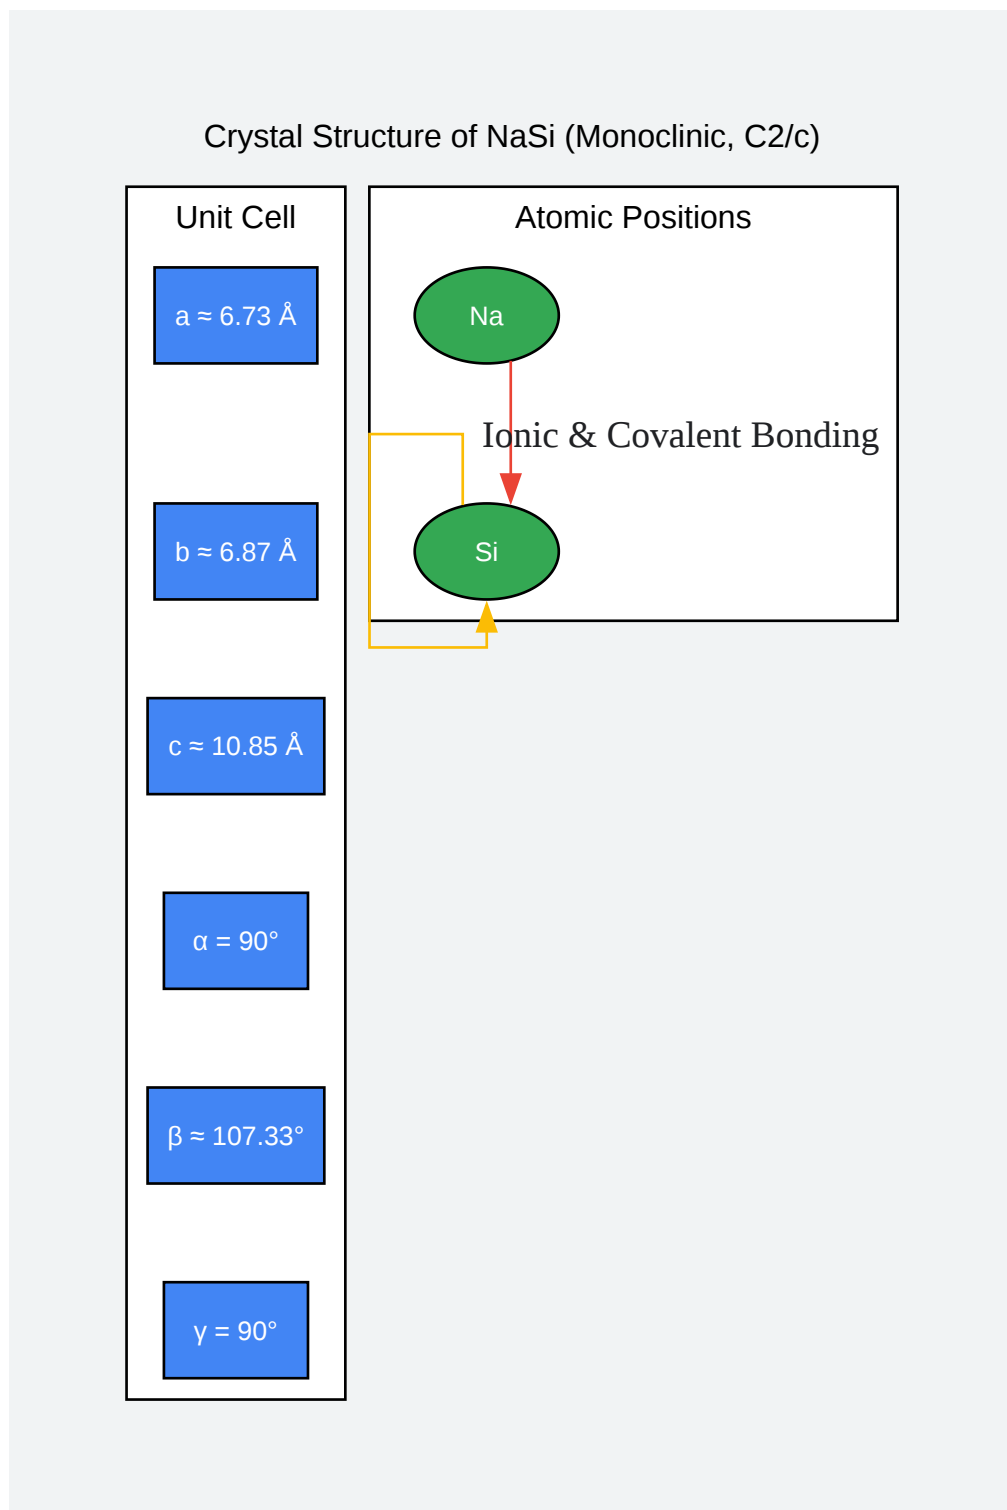 Crystal Structure of NaSi (Monoclinic, C2/c)
Unit Cell
a ≈ 6.73 Å
b ≈ 6.87 Å
c ≈ 10.85 Å
α = 90°
β ≈ 107.33°
γ = 90°
Atomic Positions
Na
Ionic & Covalent Bonding
Si